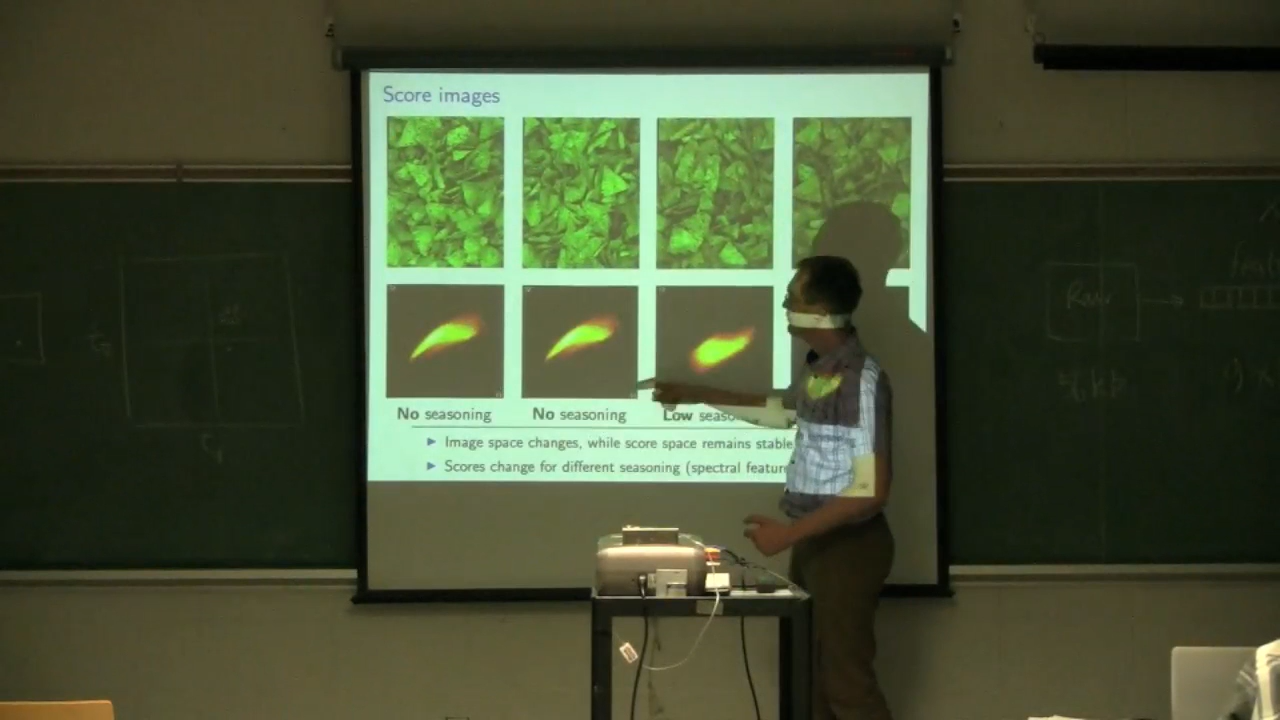 Score images
No seasoning
No seasoning
Low
Image space changes, while score space remains stable
Scores change for different seasoning (spectral
Raw